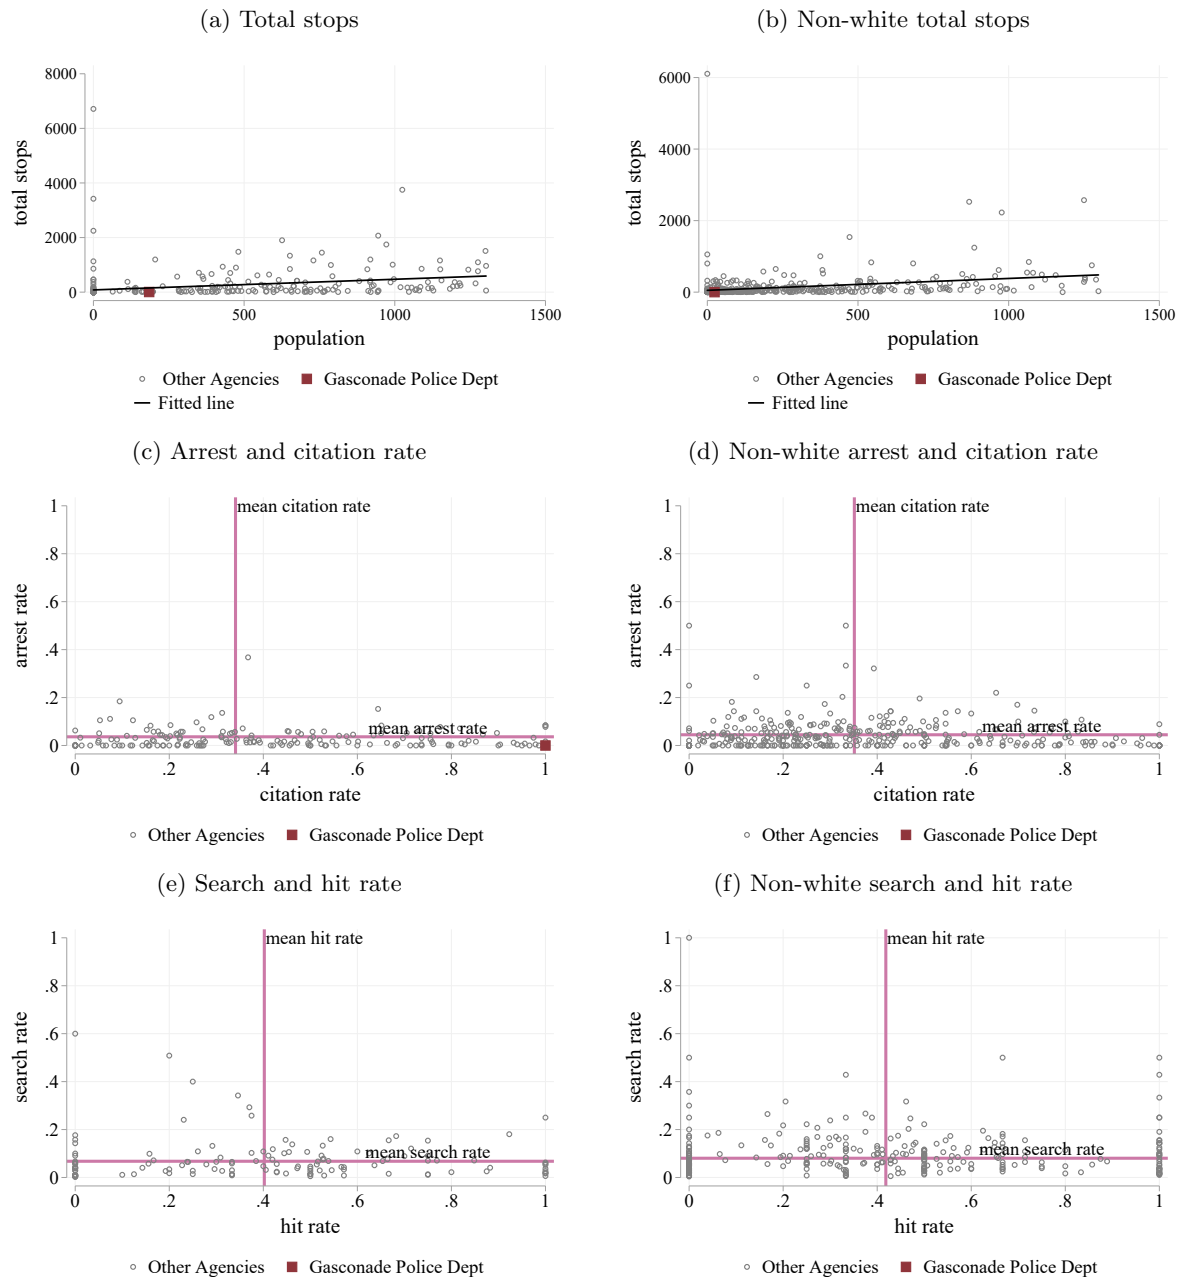 (a) Total stops
(b) Non-white total stops
8000
6000
4000
2000
0
total stops
0 500 1000 1500
population
Other Agencies Gasconade Police Dept
Fitted line
6000
4000
2000
0
total stops
0 500 1000 1500
population
Other Agencies Gasconade Police Dept
Fitted line
(c) Arrest and citation rate
(d) Non-white arrest and citation rate
1
.8
.6
.4
.2
0
arrest rate
mean citation rate
mean arrest rate
0 .2 .4 .6 .8 1
citation rate
Other Agencies Gasconade Police Dept
1
.8
.6
.4
.2
0
arrest rate
mean citation rate
mean arrest rate
0 .2 .4 .6 .8 1
citation rate
Other Agencies Gasconade Police Dept
(e) Search and hit rate
(f) Non-white search and hit rate
1
.8
.6
.4
.2
0
search rate
mean hit rate
mean search rate
0 .2 .4 .6 .8 1
hit rate
Other Agencies Gasconade Police Dept
1
.8
.6
.4
.2
0
search rate
mean hit rate
mean search rate
0 .2 .4 .6 .8 1
hit rate
Other Agencies Gasconade Police Dept